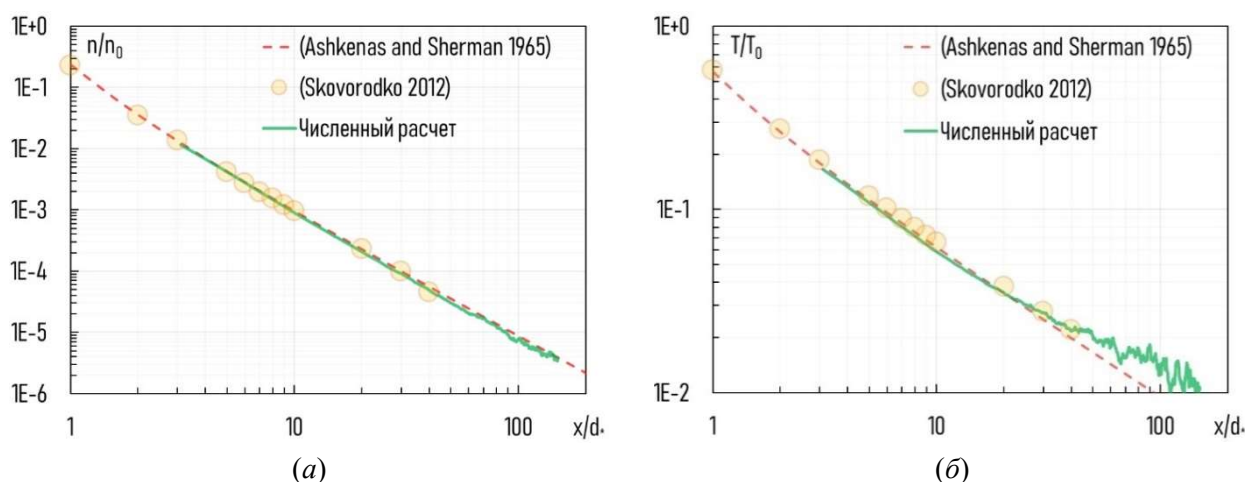 1E+0
n/n₀
(Ashkenas and Sherman 1965)
(Skovorodko 2012)
Численный расчет
1E-1
1E-2
1E-3
1E-4
1E-5
1E-6
1
10
100
x/d*
(а)
1E+0
T/T₀
(Ashkenas and Sherman 1965)
(Skovorodko 2012)
Численный расчет
1E-1
1E-2
1
10
100
x/d*
(б)